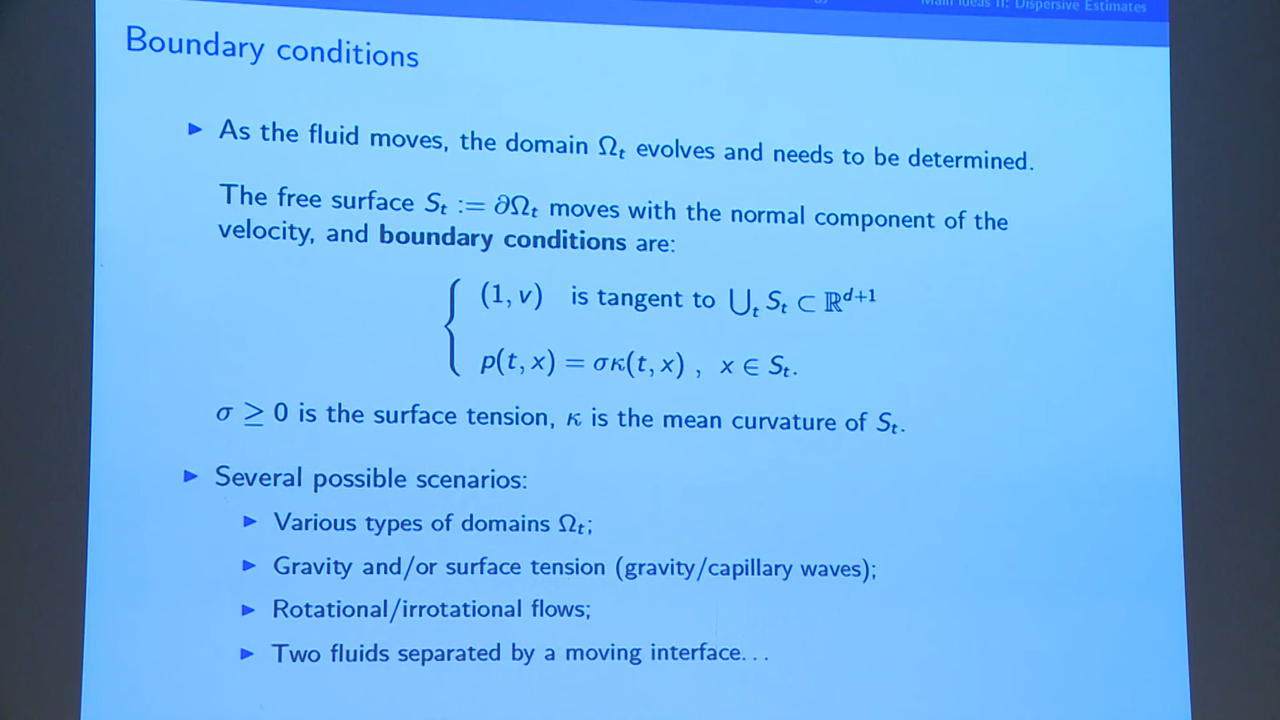 Main Ideas II: Dispersive Estimates
Boundary conditions
▶ As the fluid moves, the domain Ωₜ evolves and needs to be determined.
The free surface Sₜ := ∂Ωₜ moves with the normal component of the
velocity, and boundary conditions are:
(1, v) is tangent to ⋃ₜ Sₜ ⊂ ℝᵈ⁺¹
p(t, x) = σκ(t, x) , x ∈ Sₜ.
σ ≥ 0 is the surface tension, κ is the mean curvature of Sₜ.
▶ Several possible scenarios:
▶ Various types of domains Ωₜ;
▶ Gravity and/or surface tension (gravity/capillary waves);
▶ Rotational/irrotational flows;
▶ Two fluids separated by a moving interface...